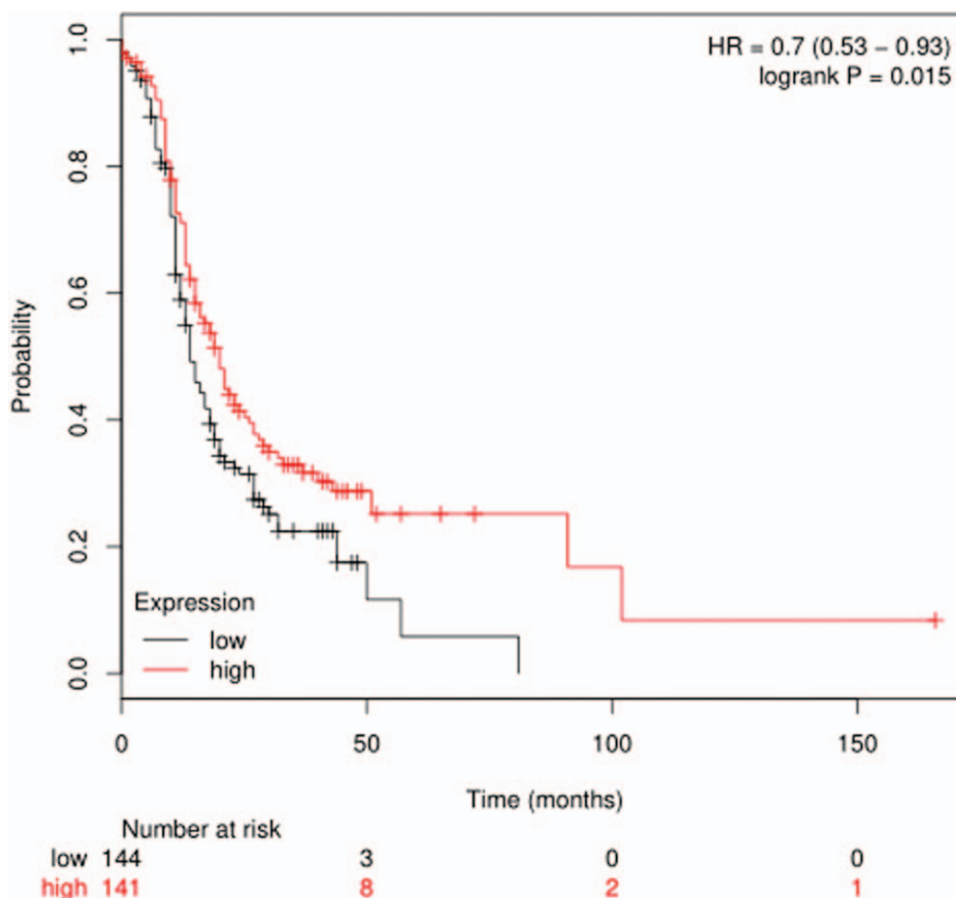 HR = 0.7 (0.53 − 0.93)
logrank P = 0.015
1.0
0.8
0.6
0.4
0.2
0.0
Probability
Expression
low
high
0 50 100 150
Time (months)
Number at risk
low 144 3 0 0
high 141 8 2 1